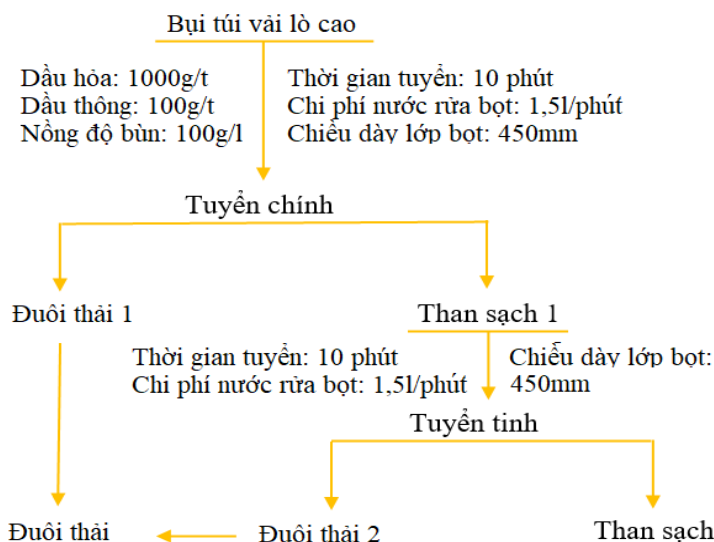 Bụi túi vải lò cao
Dầu hỏa: 1000g/t
Dầu thông: 100g/t
Nồng độ bùn: 100g/l
Thời gian tuyển: 10 phút
Chi phí nước rửa bọt: 1,5l/phút
Chiều dày lớp bọt: 450mm
Tuyển chính
Đuôi thải 1
Than sạch 1
Thời gian tuyển: 10 phút
Chi phí nước rửa bọt: 1,5l/phút
Chiều dày lớp bọt:
450mm
Tuyển tinh
Đuôi thải
Đuôi thải 2
Than sạch